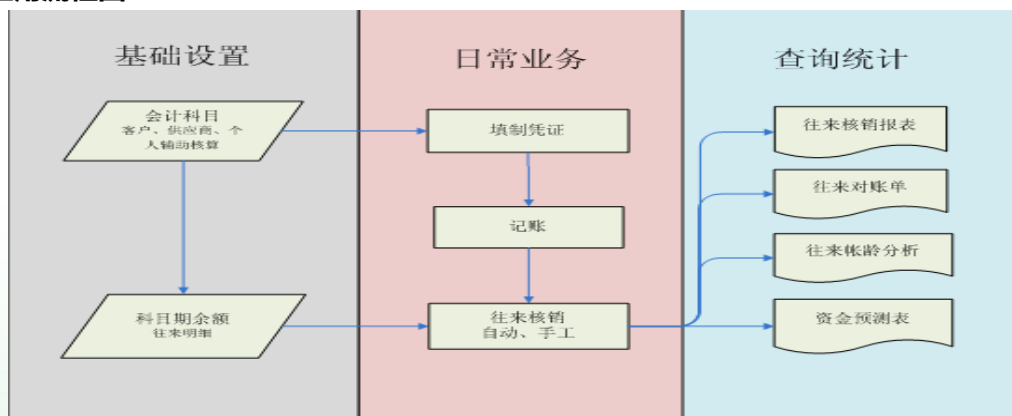 基础设置
日常业务
查询统计
会计科目
客户、供应商、个
人辅助核算
填制凭证
往来核销报表
往来对账单
记账
往来帐龄分析
科目期余额
往来明细
往来核销
自动、手工
资金预测表